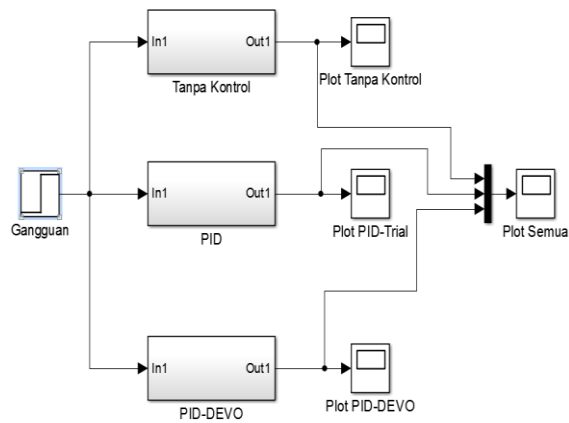 In1
Out1
Tanpa Kontrol
Plot Tanpa Kontrol
Gangguan
In1
Out1
PID
Plot PID-Trial
Plot Semua
In1
Out1
PID-DEVO
Plot PID-DEVO